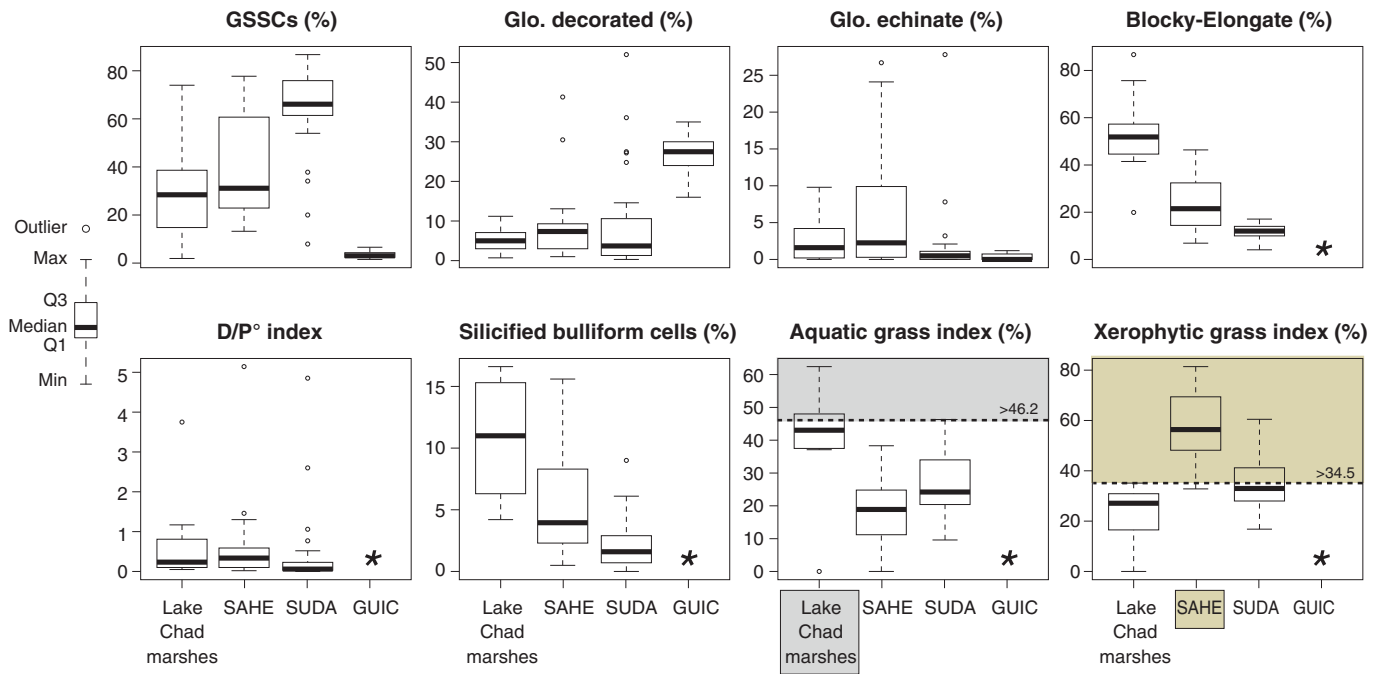 GSSCs (%)
Glo. decorated (%)
Glo. echinate (%)
Blocky-Elongate (%)
80
60
40
20
0
50
40
30
20
10
0
25
20
15
10
5
0
80
60
40
20
0
Outlier
Max
Q3
Median
Q1
Min
D/P° index
Silicified bulliform cells (%)
Aquatic grass index (%)
Xerophytic grass index (%)
5
4
3
2
1
0
15
10
5
0
60
50
40
30
20
10
0
>46.2
80
60
40
20
0
>34.5
*
*
*
*
*
Lake Chad marshes
SAHE
SUDA
GUIC
Lake Chad marshes
SAHE
SUDA
GUIC
Lake Chad marshes
SAHE
SUDA
GUIC
Lake Chad marshes
SAHE
SUDA
GUIC